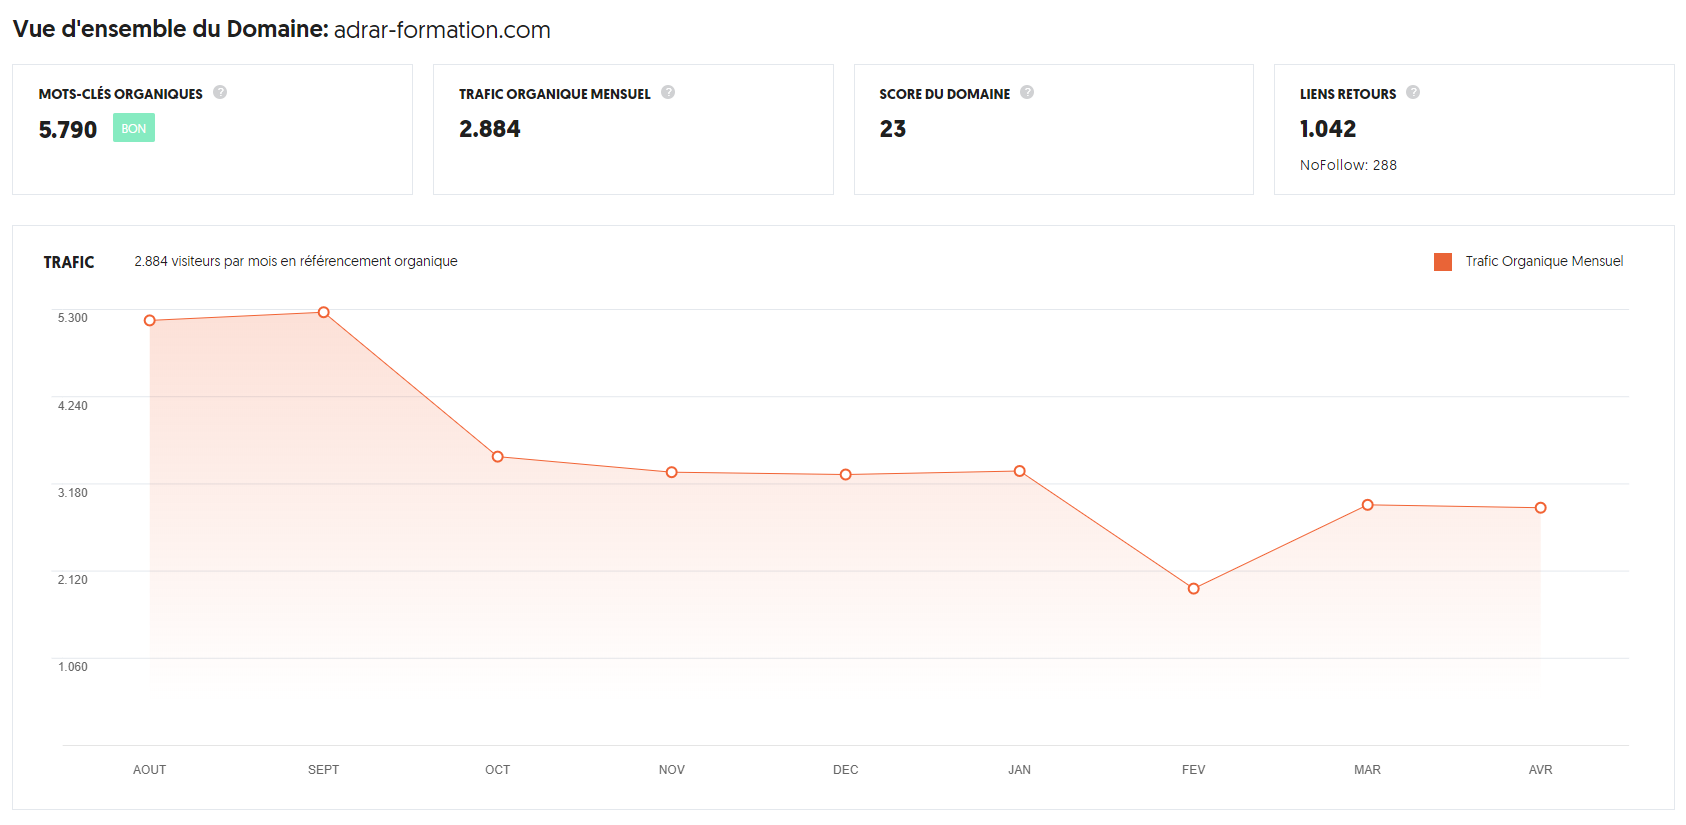 Vue d'ensemble du Domaine: adrar-formation.com
MOTS-CLÉS ORGANIQUES ?
5.790 BON
TRAFIC ORGANIQUE MENSUEL ?
2.884
SCORE DU DOMAINE ?
23
LIENS RETOURS ?
1.042
NoFollow: 288
TRAFIC 2.884 visiteurs par mois en référencement organique
Trafic Organique Mensuel
5.300
4.240
3.180
2.120
1.060
AOUT SEPT OCT NOV DEC JAN FEV MAR AVR